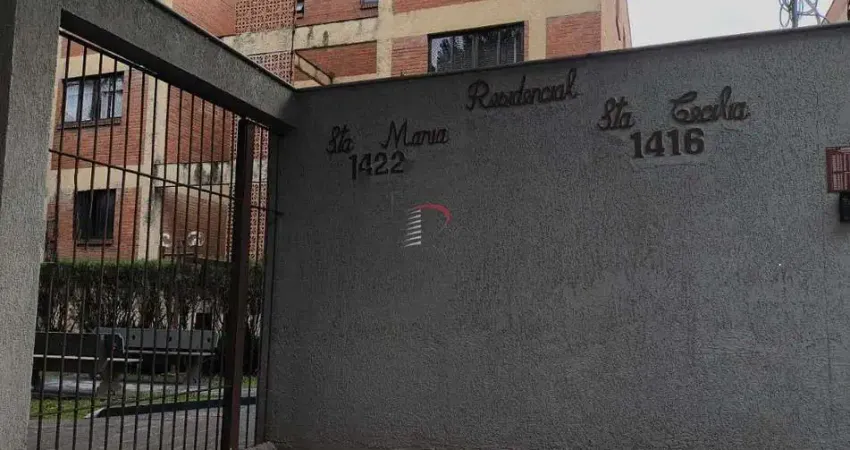 Residencial
Sta Maria
1422
Sta Cecilia
1416